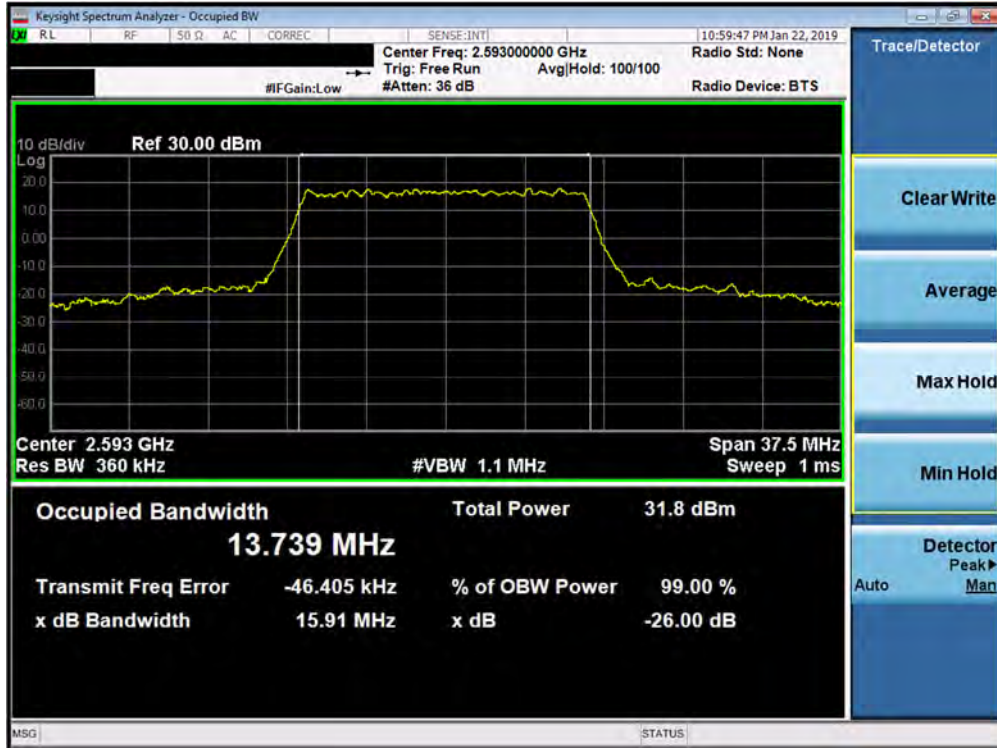 Keysight Spectrum Analyzer - Occupied BW
LXI RL RF 50 Ω AC CORREC SENSE:INT 10:59:47 PM Jan 22, 2019
Center Freq: 2.593000000 GHz Radio Std: None
Trig: Free Run Avg|Hold: 100/100
#IFGain:Low #Atten: 36 dB Radio Device: BTS
Trace/Detector
10 dB/div Ref 30.00 dBm
Log
20.0
10.0
0.00
-10.0
-20.0
-30.0
-40.0
-50.0
-60.0
Center 2.593 GHz Span 37.5 MHz
Res BW 360 kHz #VBW 1.1 MHz Sweep 1 ms
Occupied Bandwidth Total Power 31.8 dBm
13.739 MHz
Transmit Freq Error -46.405 kHz % of OBW Power 99.00 %
x dB Bandwidth 15.91 MHz x dB -26.00 dB
Clear Write
Average
Max Hold
Min Hold
Detector
Peak▶
Auto Man
MSG STATUS